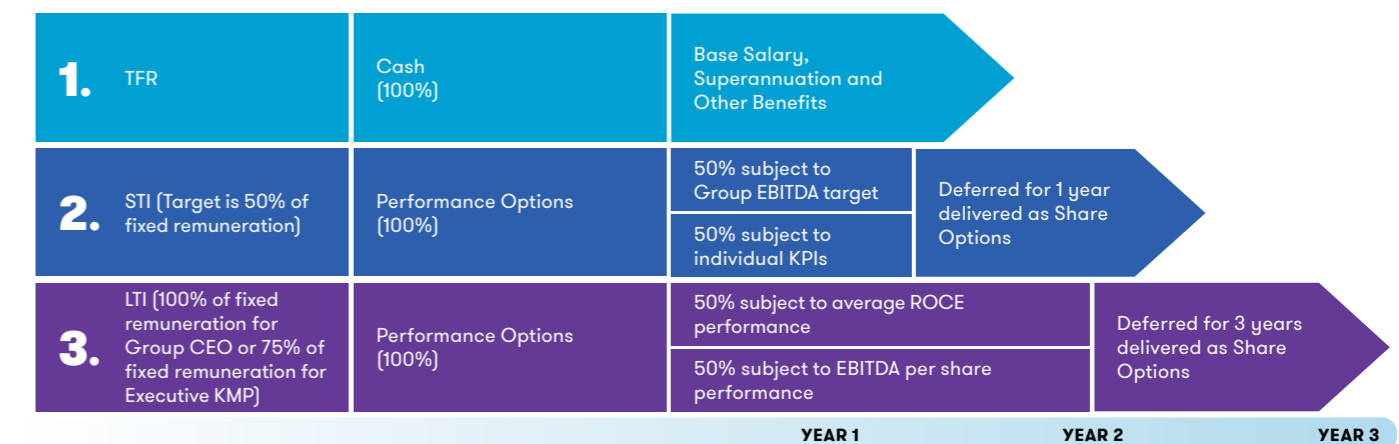 1.
TFR
Cash
(100%)
Base Salary,
Superannuation and
Other Benefits
2.
STI (Target is 50% of
fixed remuneration)
Performance Options
(100%)
50% subject to
Group EBITDA target
50% subject to
individual KPIs
Deferred for 1 year
delivered as Share
Options
3.
LTI (100% of fixed
remuneration for
Group CEO or 75% of
fixed remuneration for
Executive KMP)
Performance Options
(100%)
50% subject to average ROCE
performance
50% subject to EBITDA per share
performance
Deferred for 3 years
delivered as Share
Options
YEAR 1
YEAR 2
YEAR 3